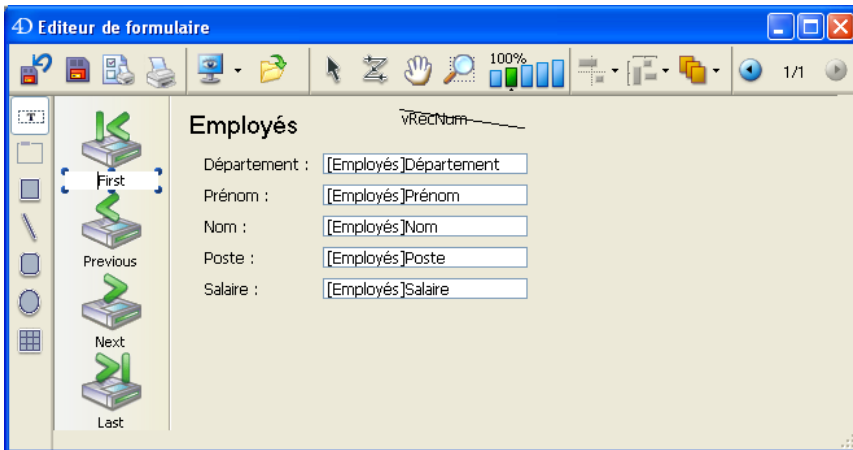 4D Editeur de formulaire
100%
1/1
T
First
Previous
Next
Last
Employés
vRecNum
Département : [Employés]Département
Prénom : [Employés]Prénom
Nom : [Employés]Nom
Poste : [Employés]Poste
Salaire : [Employés]Salaire